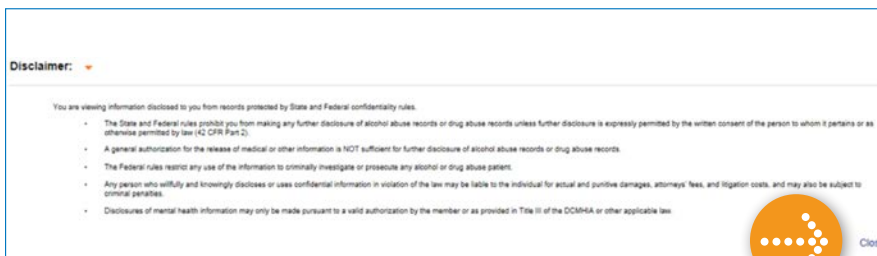 Disclaimer:
You are viewing information disclosed to you from records protected by State and Federal confidentiality rules.
• The State and Federal rules prohibit you from making any further disclosure of alcohol abuse records or drug abuse records unless further disclosure is expressly permitted by the written consent of the person to whom it pertains or as
otherwise permitted by law (42 CFR Part 2).
• A general authorization for the release of medical or other information is NOT sufficient for further disclosure of alcohol abuse records or drug abuse records.
• The Federal rules restrict any use of the information to criminally investigate or prosecute any alcohol or drug abuse patient.
• Any person who willfully and knowingly discloses or uses confidential information in violation of the law may be liable to the individual for actual and punitive damages, attorneys' fees, and litigation costs, and may also be subject to
criminal penalties.
• Disclosures of mental health information may only be made pursuant to a valid authorization by the member or as provided in Title III of the DCMHIA or other applicable law.
Clos